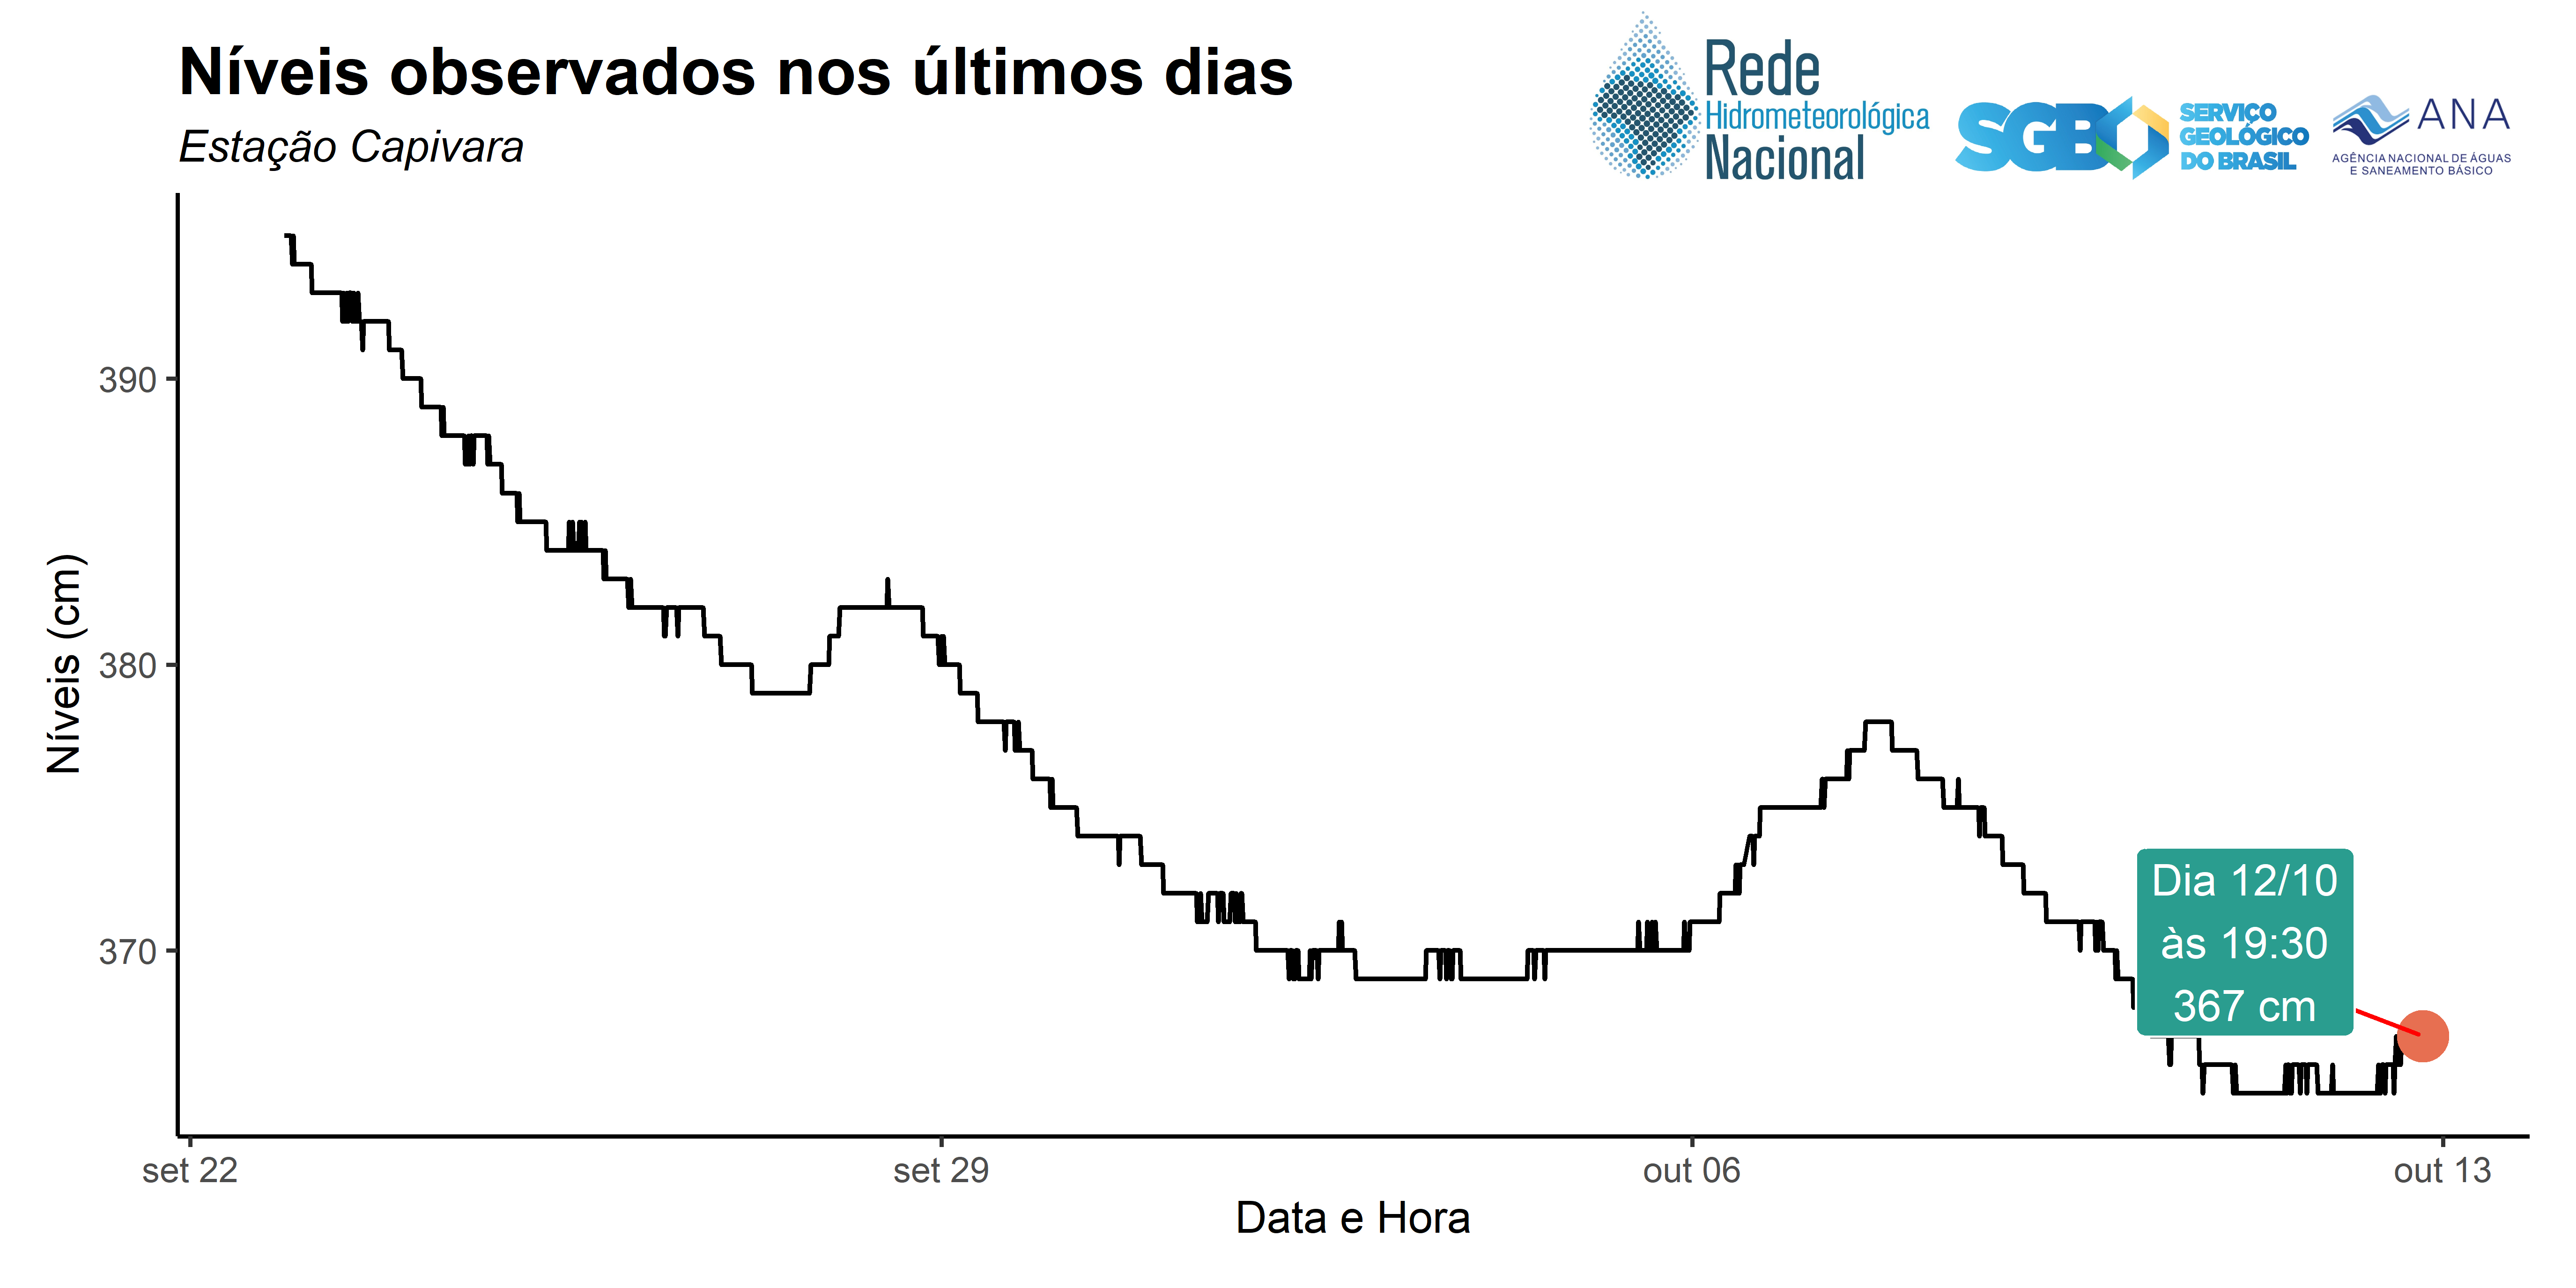 Níveis observados nos últimos dias
Estação Capivara
Rede
Hidrometeorológica
Nacional
SGB
SERVIÇO
GEOLÓGICO
DO BRASIL
ANA
AGÊNCIA NACIONAL DE ÁGUAS
E SANEAMENTO BÁSICO
Níveis (cm)
390
380
370
Dia 12/10
às 19:30
367 cm
set 22
set 29
out 06
out 13
Data e Hora